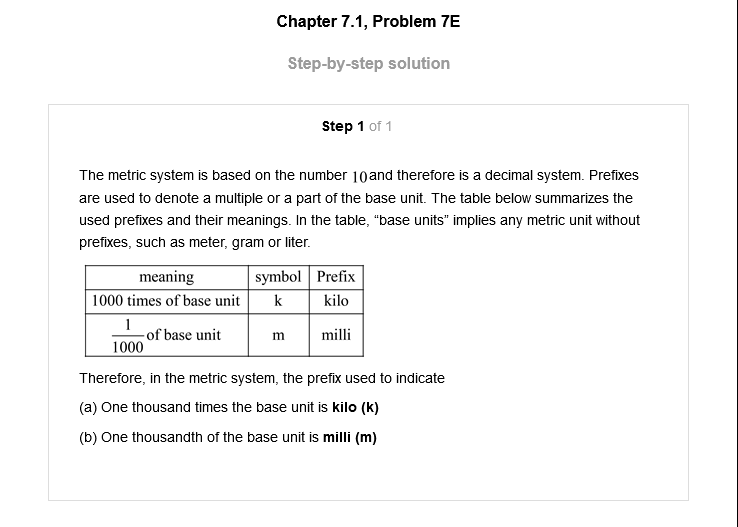 Chapter 7.1, Problem 7E
Step-by-step solution
Step 1 of 1
The metric system is based on the number 10 and therefore is a decimal system. Prefixes
are used to denote a multiple or a part of the base unit. The table below summarizes the
used prefixes and their meanings. In the table, “base units” implies any metric unit without
prefixes, such as meter, gram or liter.
meaning symbol Prefix
1000 times of base unit k kilo
1/1000 of base unit m milli
Therefore, in the metric system, the prefix used to indicate
(a) One thousand times the base unit is kilo (k)
(b) One thousandth of the base unit is milli (m)